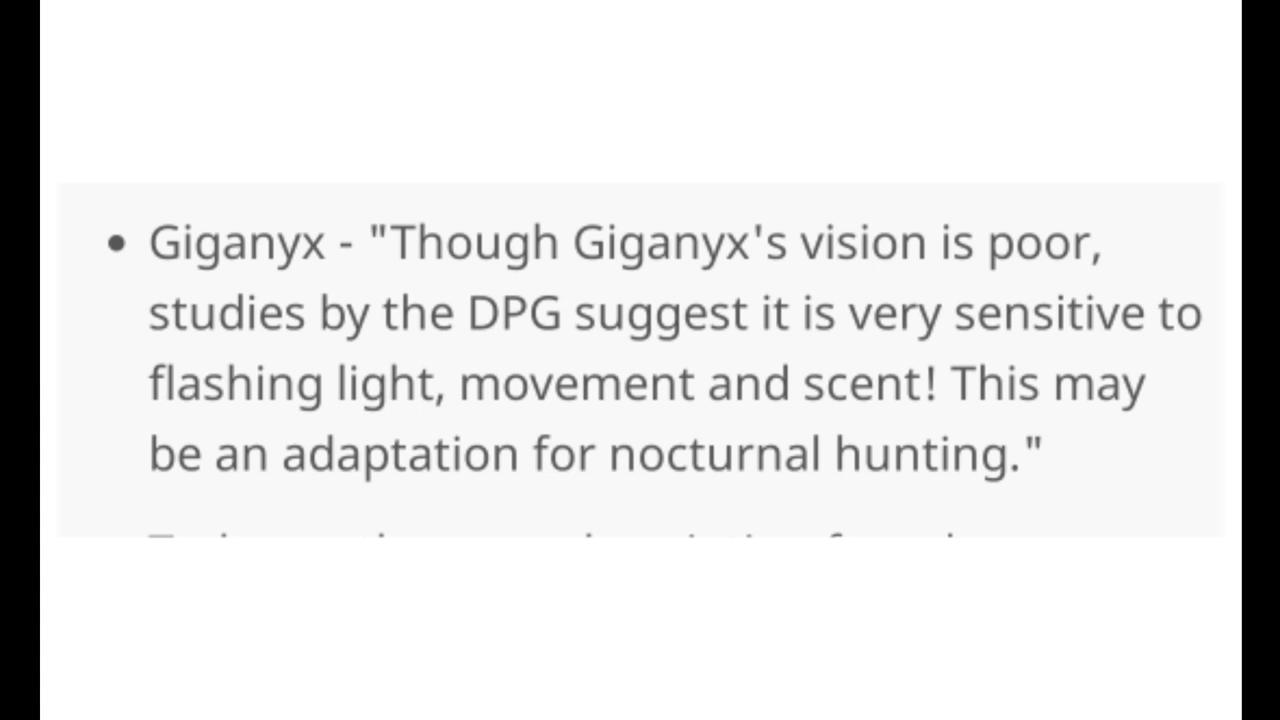 • Giganyx - "Though Giganyx's vision is poor,
studies by the DPG suggest it is very sensitive to
flashing light, movement and scent! This may
be an adaptation for nocturnal hunting."